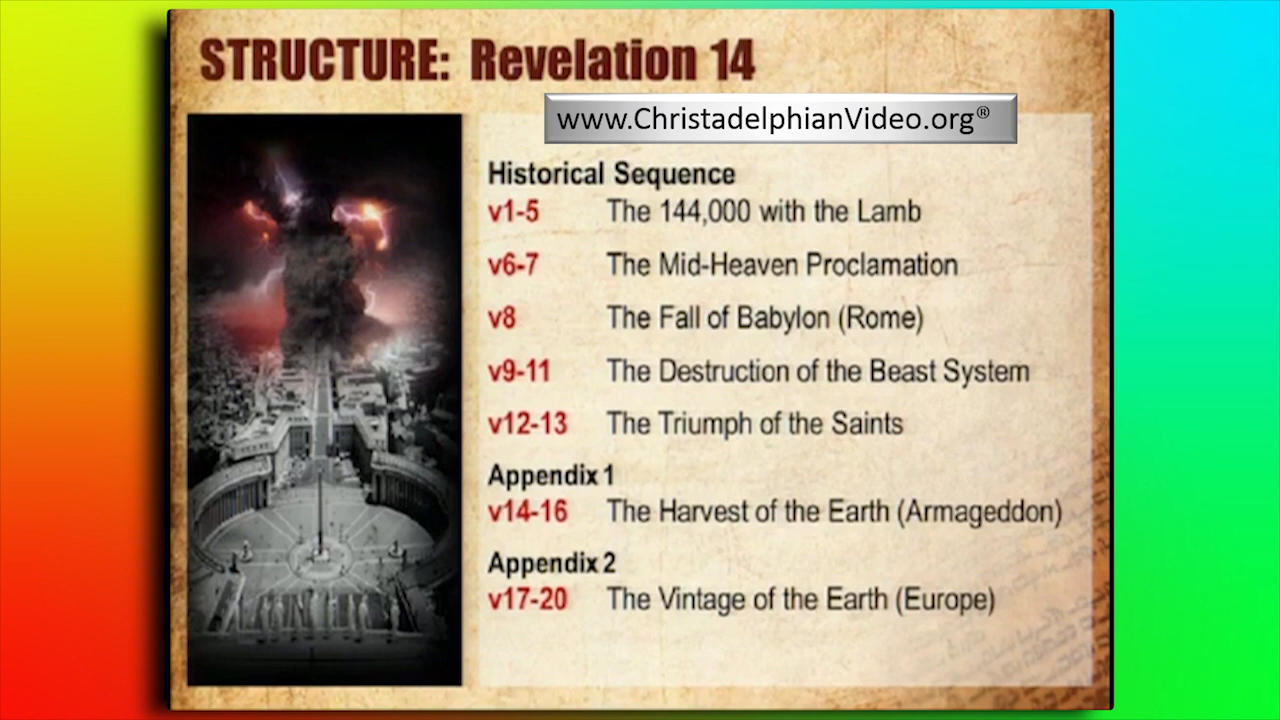 STRUCTURE: Revelation 14
www.ChristadelphianVideo.org®
Historical Sequence
v1-5 The 144,000 with the Lamb
v6-7 The Mid-Heaven Proclamation
v8 The Fall of Babylon (Rome)
v9-11 The Destruction of the Beast System
v12-13 The Triumph of the Saints
Appendix 1
v14-16 The Harvest of the Earth (Armageddon)
Appendix 2
v17-20 The Vintage of the Earth (Europe)